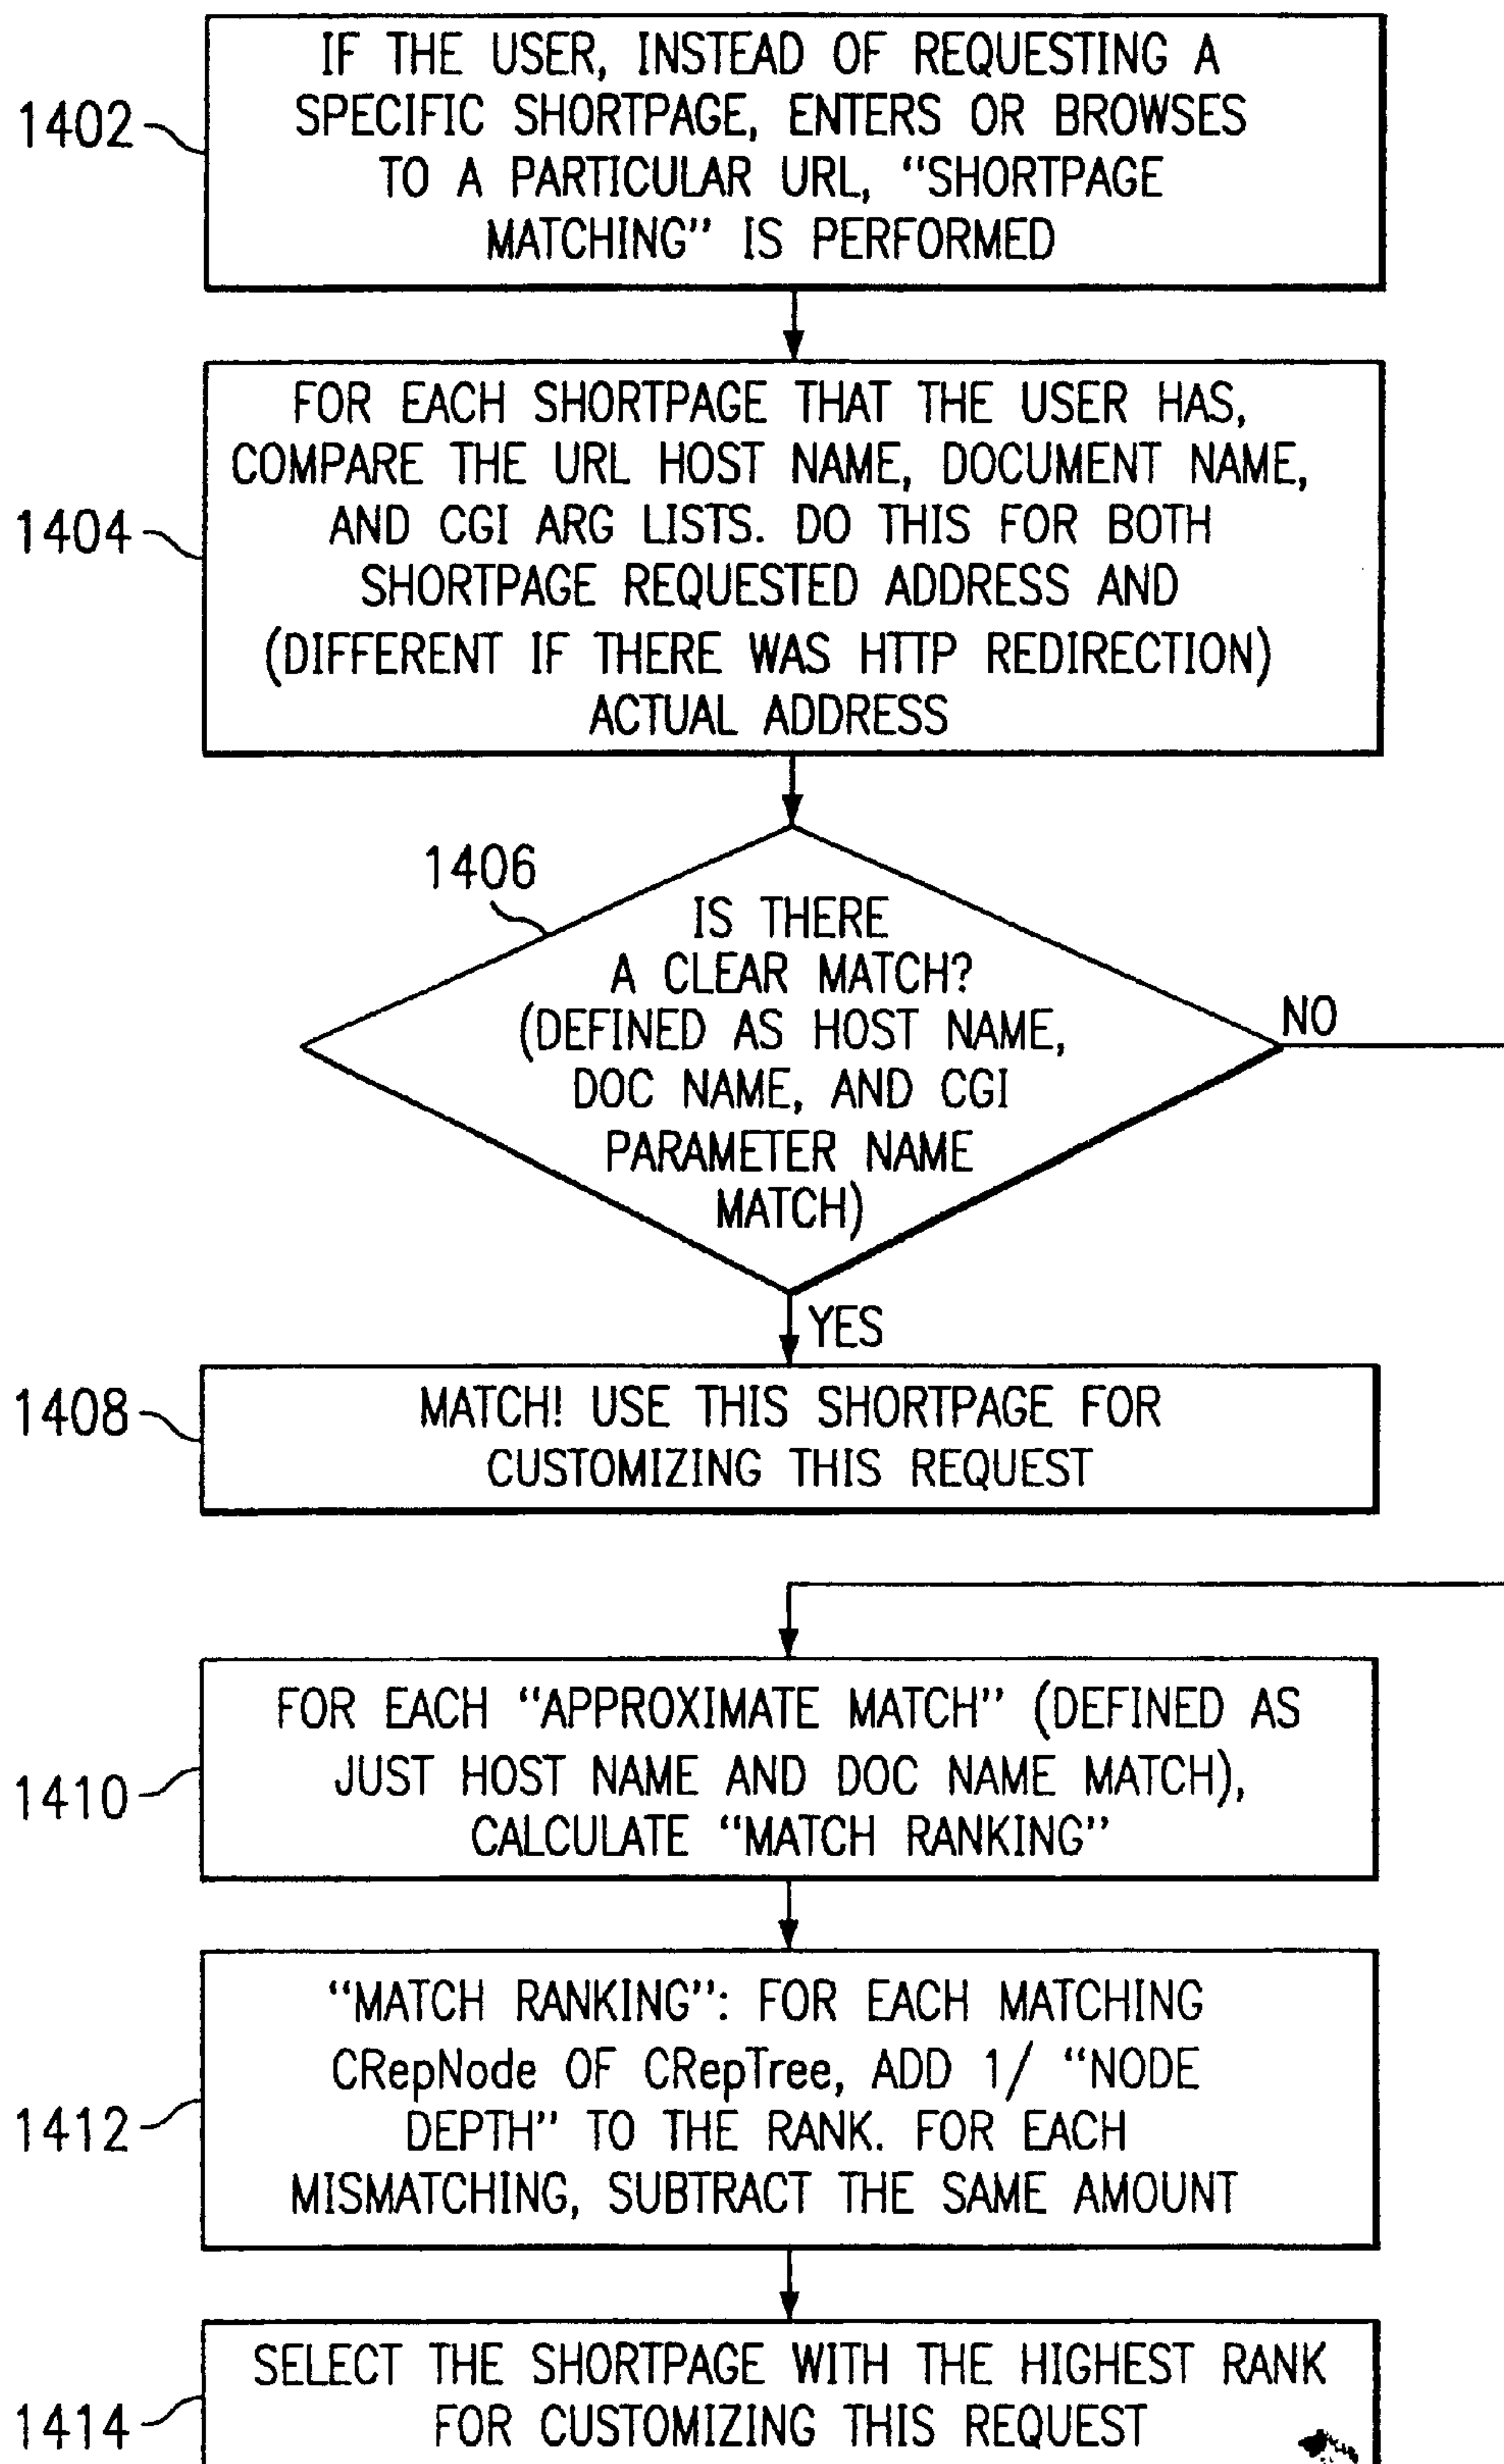 1402
IF THE USER, INSTEAD OF REQUESTING A
SPECIFIC SHORTPAGE, ENTERS OR BROWSES
TO A PARTICULAR URL, "SHORTPAGE
MATCHING" IS PERFORMED
1404
FOR EACH SHORTPAGE THAT THE USER HAS,
COMPARE THE URL HOST NAME, DOCUMENT NAME,
AND CGI ARG LISTS. DO THIS FOR BOTH
SHORTPAGE REQUESTED ADDRESS AND
(DIFFERENT IF THERE WAS HTTP REDIRECTION)
ACTUAL ADDRESS
1406
IS THERE
A CLEAR MATCH?
(DEFINED AS HOST NAME,
DOC NAME, AND CGI
PARAMETER NAME
MATCH)
NO
YES
1408
MATCH! USE THIS SHORTPAGE FOR
CUSTOMIZING THIS REQUEST
1410
FOR EACH "APPROXIMATE MATCH" (DEFINED AS
JUST HOST NAME AND DOC NAME MATCH),
CALCULATE "MATCH RANKING"
1412
"MATCH RANKING": FOR EACH MATCHING
CRepNode OF CRepTree, ADD 1/ "NODE
DEPTH" TO THE RANK. FOR EACH
MISMATCHING, SUBTRACT THE SAME AMOUNT
1414
SELECT THE SHORTPAGE WITH THE HIGHEST RANK
FOR CUSTOMIZING THIS REQUEST